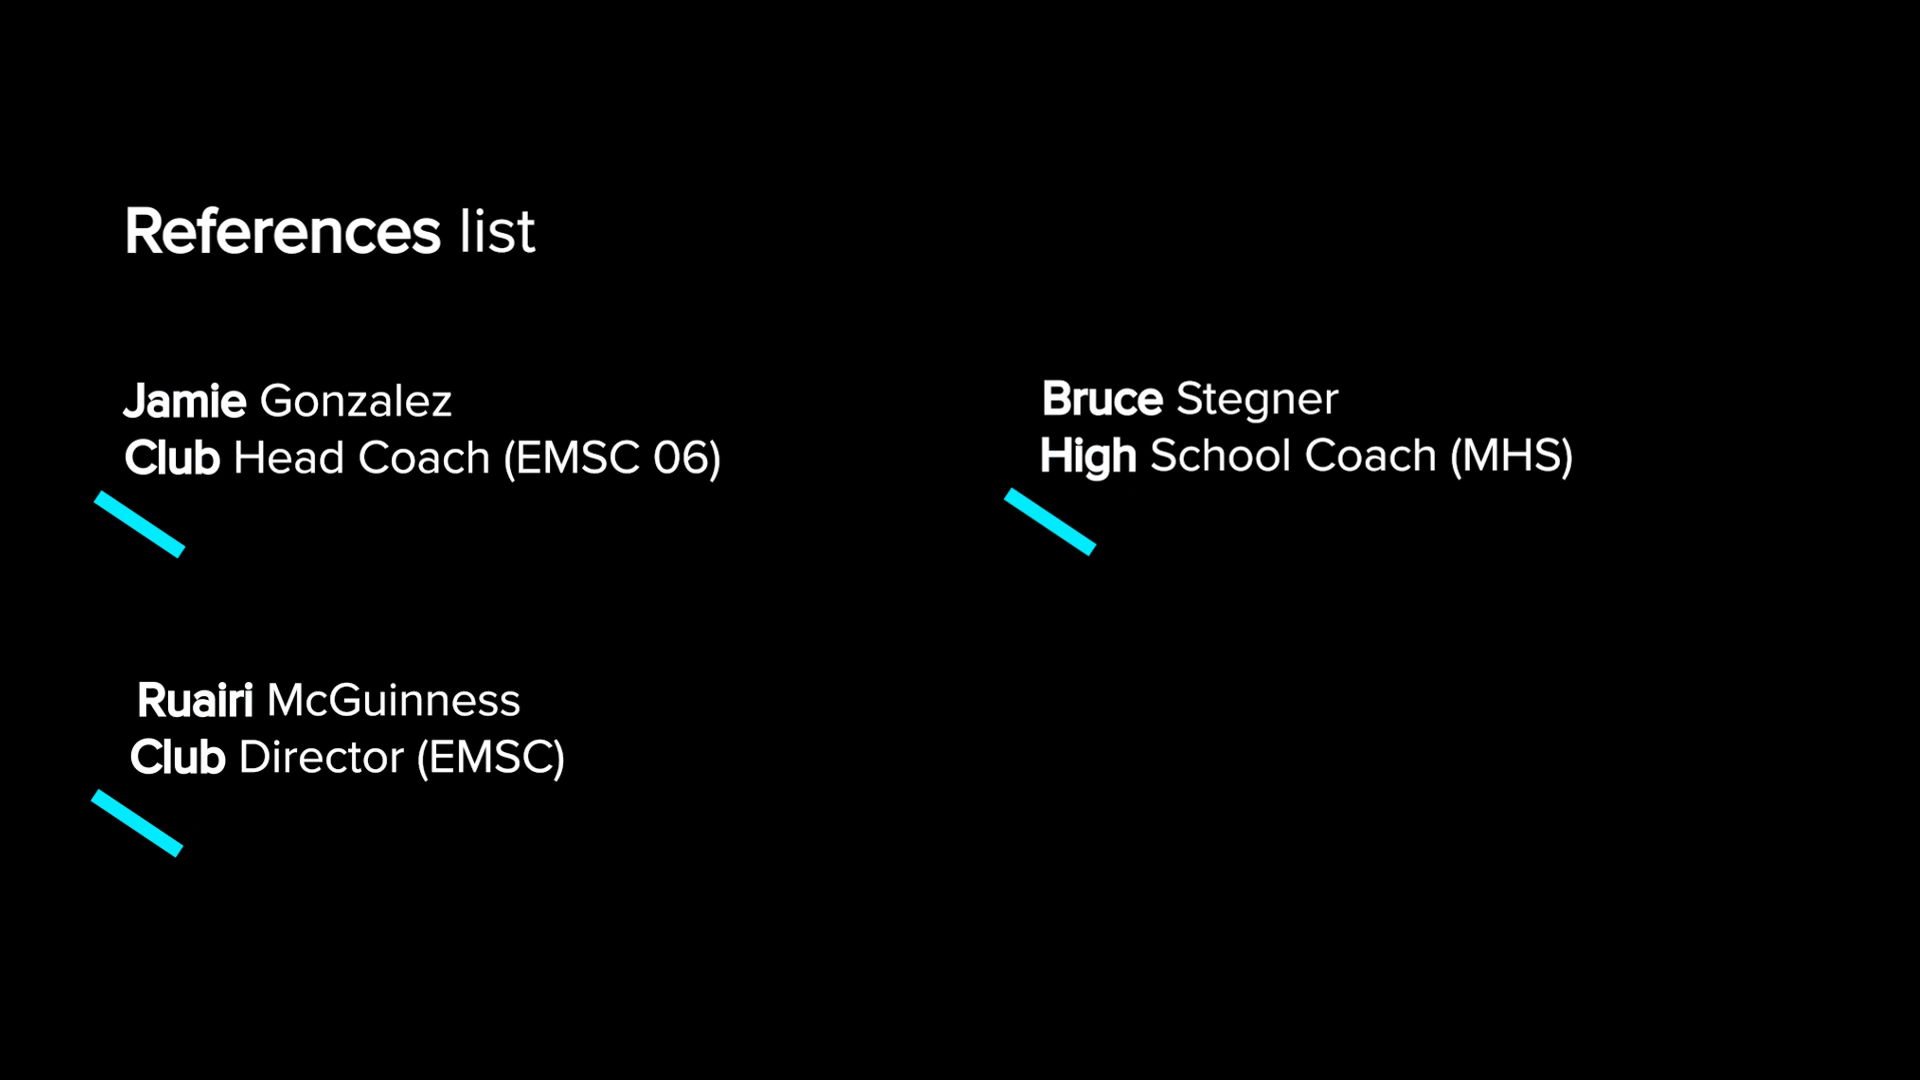 References list
Jamie Gonzalez
Club Head Coach (EMSC 06)
Bruce Stegner
High School Coach (MHS)
Ruairi McGuinness
Club Director (EMSC)